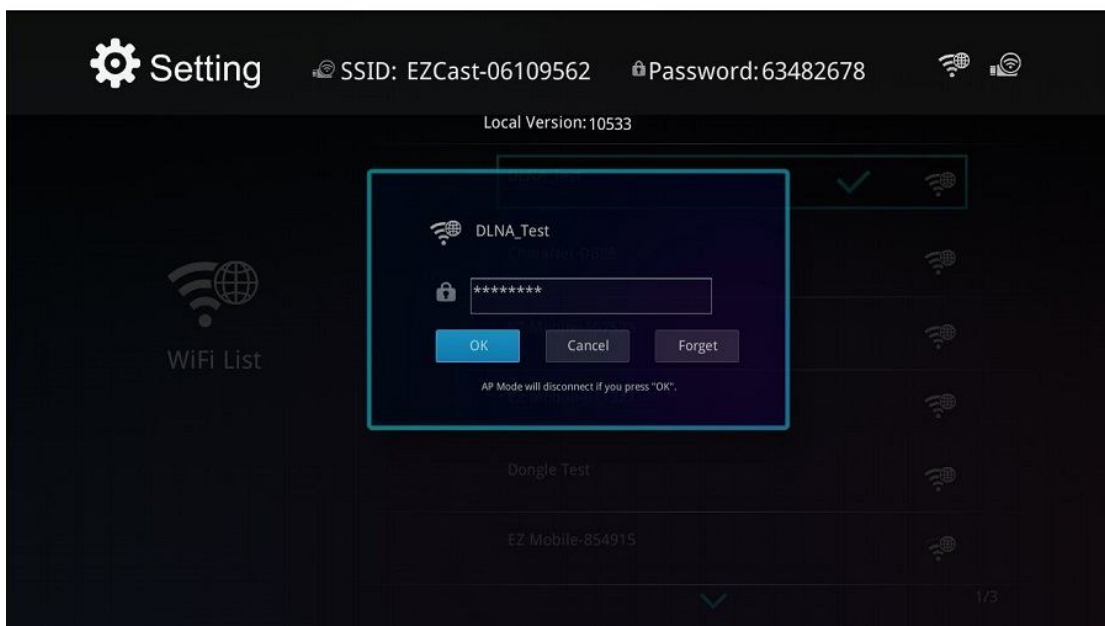 Setting
SSID: EZCast-06109562
Password: 63482678
Local Version: 10533
DLNA_Test
********
OK
Cancel
Forget
AP Mode will disconnect if you press "OK".
WiFi List
Dongle Test
EZ Mobile-854915
1/3